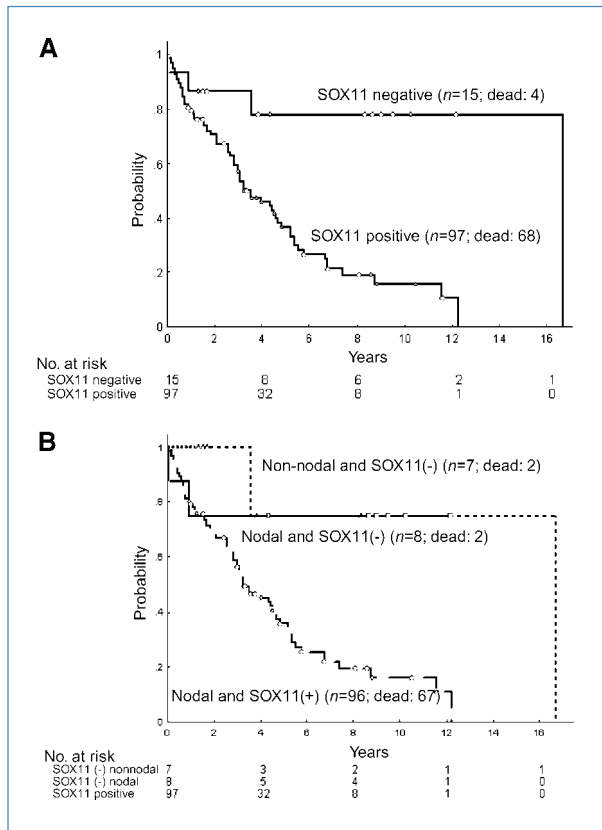 A
1
.8
.6
.4
.2
0
Probability
SOX11 negative (n=15; dead: 4)
SOX11 positive (n=97; dead: 68)
0 2 4 6 8 10 12 14 16
Years
No. at risk
SOX11 negative 15 8 6 2 1
SOX11 positive 97 32 8 1 0
B
1
.8
.6
.4
.2
0
Probability
Non-nodal and SOX11(-) (n=7; dead: 2)
Nodal and SOX11(-) (n=8; dead: 2)
Nodal and SOX11(+) (n=96; dead: 67)
0 2 4 6 8 10 12 14 16
Years
No. at risk
SOX11 (-) nonnodal 7 3 2 1 1
SOX11 (-) nodal 8 5 4 1 0
SOX11 positive 97 32 8 1 0